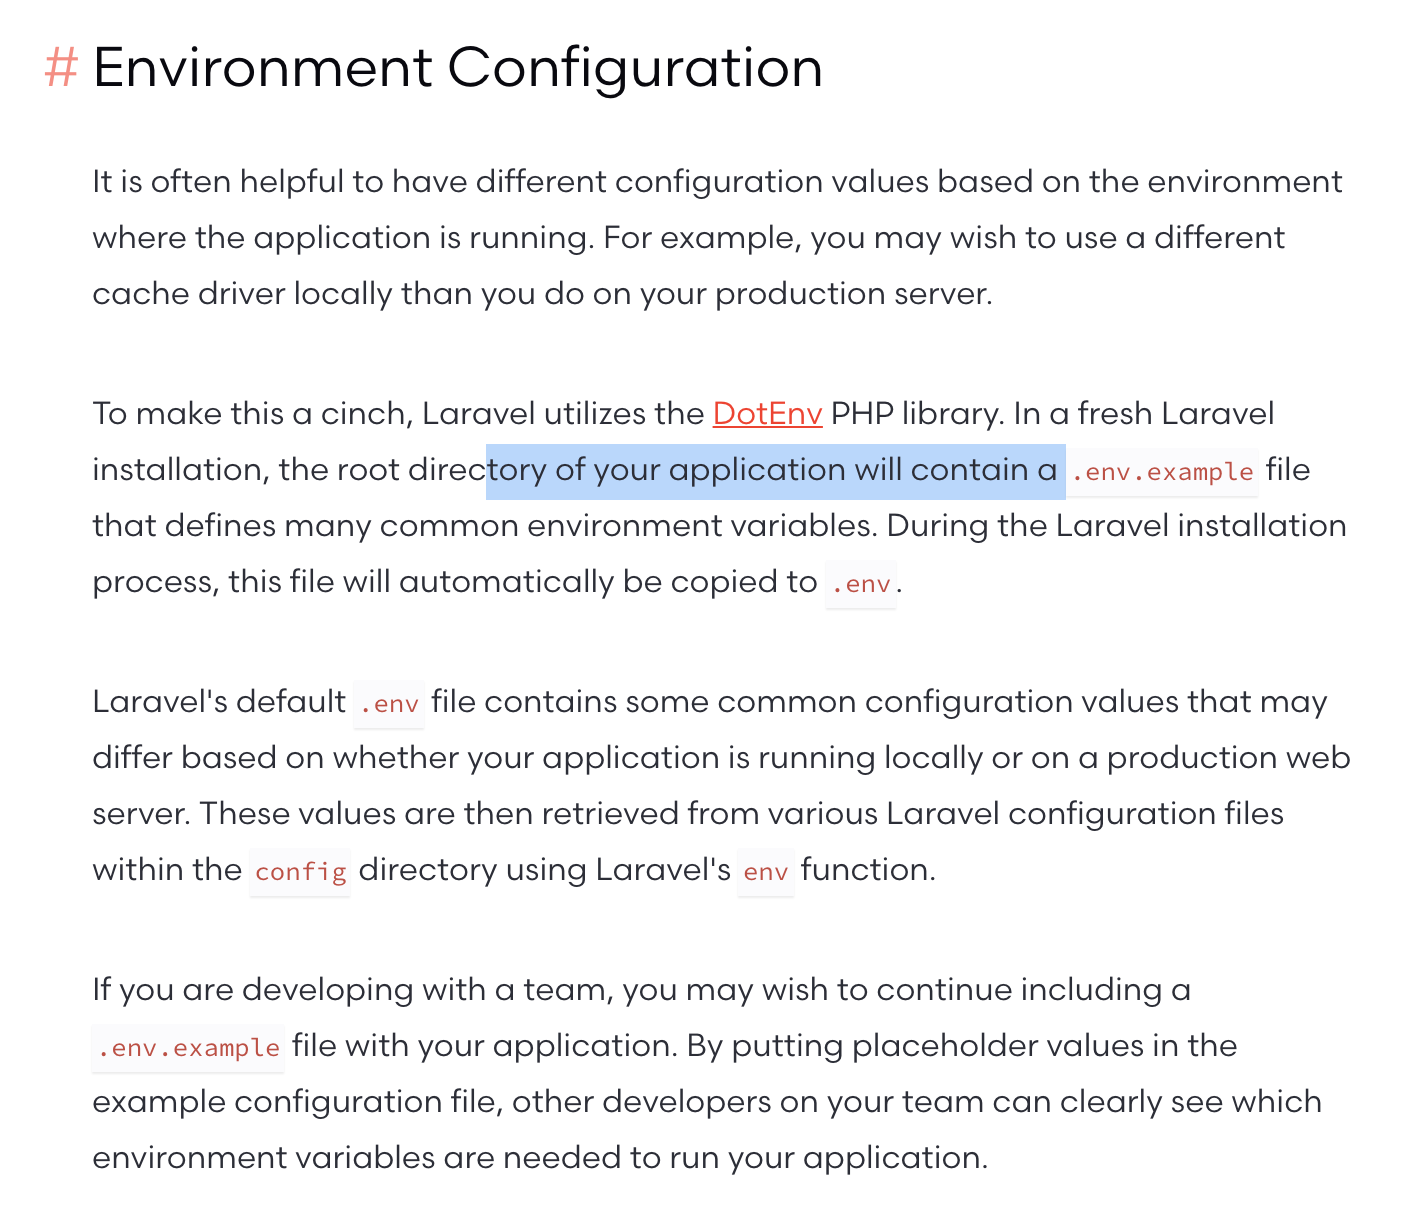 # Environment Configuration
It is often helpful to have different configuration values based on the environment
where the application is running. For example, you may wish to use a different
cache driver locally than you do on your production server.
To make this a cinch, Laravel utilizes the DotEnv PHP library. In a fresh Laravel
installation, the root directory of your application will contain a .env.example file
that defines many common environment variables. During the Laravel installation
process, this file will automatically be copied to .env.
Laravel's default .env file contains some common configuration values that may
differ based on whether your application is running locally or on a production web
server. These values are then retrieved from various Laravel configuration files
within the config directory using Laravel's env function.
If you are developing with a team, you may wish to continue including a
.env.example file with your application. By putting placeholder values in the
example configuration file, other developers on your team can clearly see which
environment variables are needed to run your application.